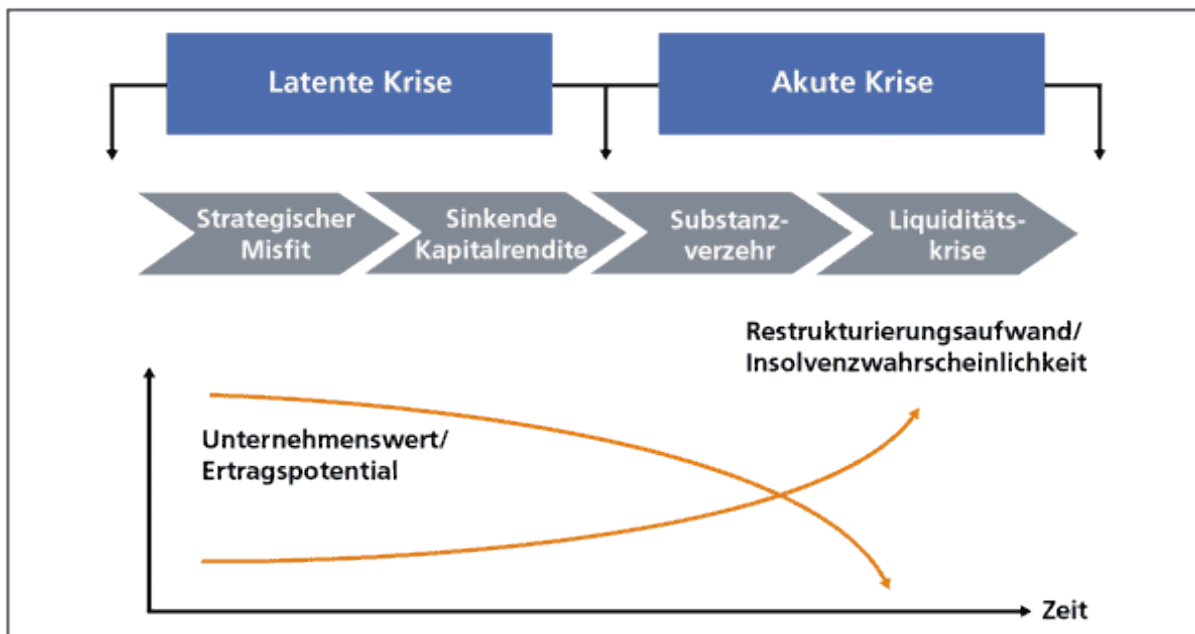 Latente Krise
Akute Krise
Strategischer
Misfit
Sinkende
Kapitalrendite
Substanz-
verzehr
Liquiditäts-
krise
Restrukturierungsaufwand/
Insolvenzwahrscheinlichkeit
Unternehmenswert/
Ertragspotential
Zeit